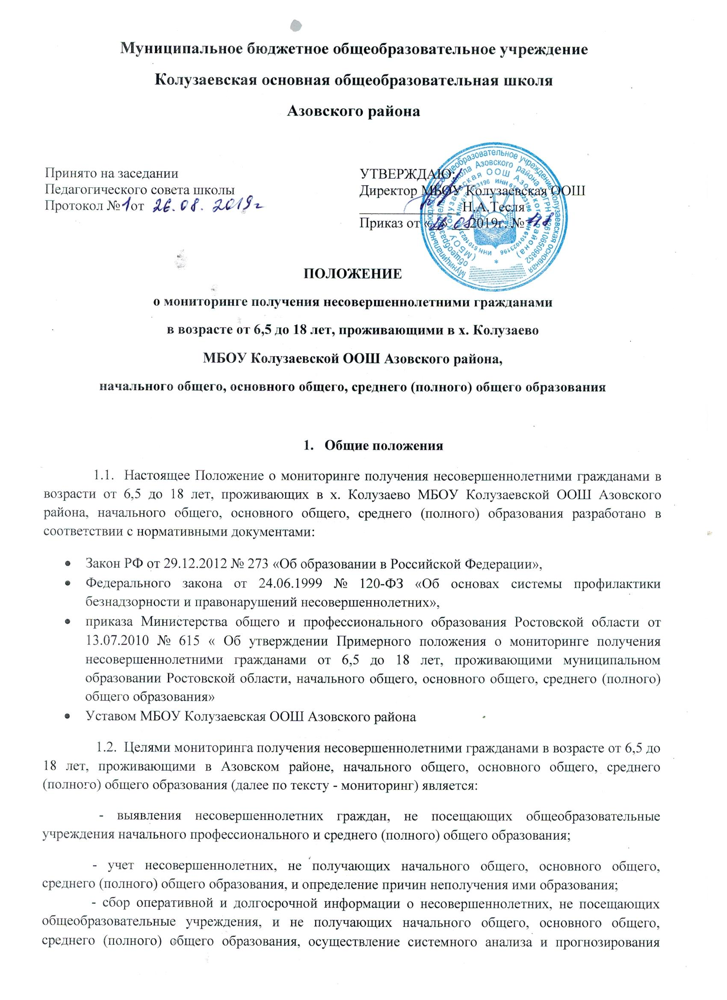 Муниципальное бюджетное общеобразовательное учреждение
Колузаевская основная общеобразовательная школя
Азовского района
Принято на заседании
Педагогического совета школы
Протокол №1 от 26.08. 2019г
УТВЕРЖДАЮ:
Директор МБОУ Колузаевская ООШ
______________ Н.А.Тесля
Приказ от «26» 08 2019г. №
ПОЛОЖЕНИЕ
о мониторинге получения несовершеннолетними гражданами
в возрасте от 6,5 до 18 лет, проживающими в х. Колузаево
МБОУ Колузаевской ООШ Азовского района,
начального общего, основного общего, среднего (полного) общего образования
1. Общие положения
1.1. Настоящее Положение о мониторинге получения несовершеннолетними гражданами в
возрасти от 6,5 до 18 лет, проживающих в х. Колузаево МБОУ Колузаевской ООШ Азовского
района, начального общего, основного общего, среднего (полного) образования разработано в
соответствии с нормативными документами:
• Закон РФ от 29.12.2012 № 273 «Об образовании в Российской Федерации»,
• Федерального закона от 24.06.1999 № 120-ФЗ «Об основах системы профилактики
безнадзорности и правонарушений несовершеннолетних»,
• приказа Министерства общего и профессионального образования Ростовской области от
13.07.2010 № 615 « Об утверждении Примерного положения о мониторинге получения
несовершеннолетними гражданами от 6,5 до 18 лет, проживающими муниципальном
образовании Ростовской области, начального общего, основного общего, среднего (полного)
общего образования»
• Уставом МБОУ Колузаевская ООШ Азовского района
1.2. Целями мониторинга получения несовершеннолетними гражданами в возрасте от 6,5 до
18 лет, проживающими в Азовском районе, начального общего, основного общего, среднего
(полного) общего образования (далее по тексту - мониторинг) является:
- выявления несовершеннолетних граждан, не посещающих общеобразовательные
учреждения начального профессионального и среднего (полного) общего образования;
- учет несовершеннолетних, не получающих начального общего, основного общего,
среднего (полного) общего образования, и определение причин неполучения ими образования;
- сбор оперативной и долгосрочной информации о несовершеннолетних, не посещающих
общеобразовательные учреждения, и не получающих начального общего, основного общего,
среднего (полного) общего образования, осуществление системного анализа и прогнозирования